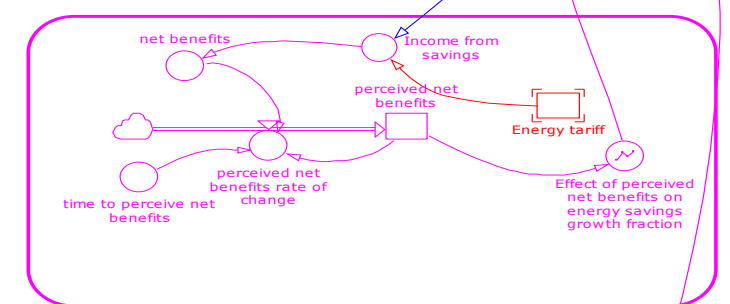 net benefits
Income from
savings
perceived net
benefits
Energy tariff
perceived net
benefits rate of
change
time to perceive net
benefits
Effect of perceived
net benefits on
energy savings
growth fraction